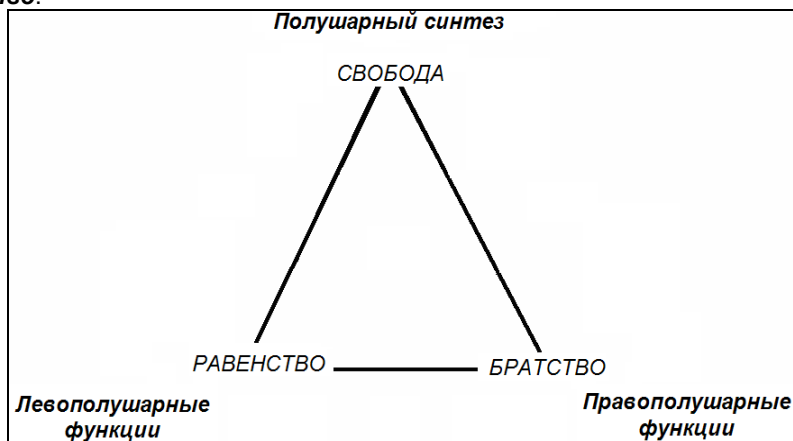 Полушарный синтез
СВОБОДА
РАВЕНСТВО
БРАТСТВО
Левополушарные
функции
Правополушарные
функции